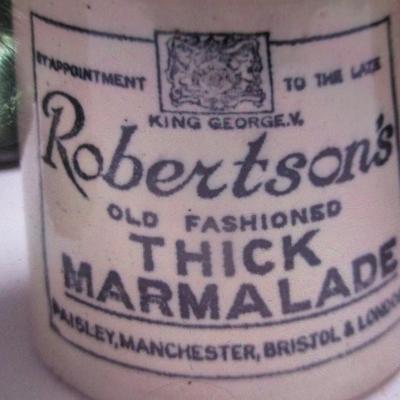 BY APPOINTMENT TO THE LATE
KING GEORGE.V.
Robertson's
OLD FASHIONED
THICK
MARMALADE
PAISLEY, MANCHESTER, BRISTOL & LONDON